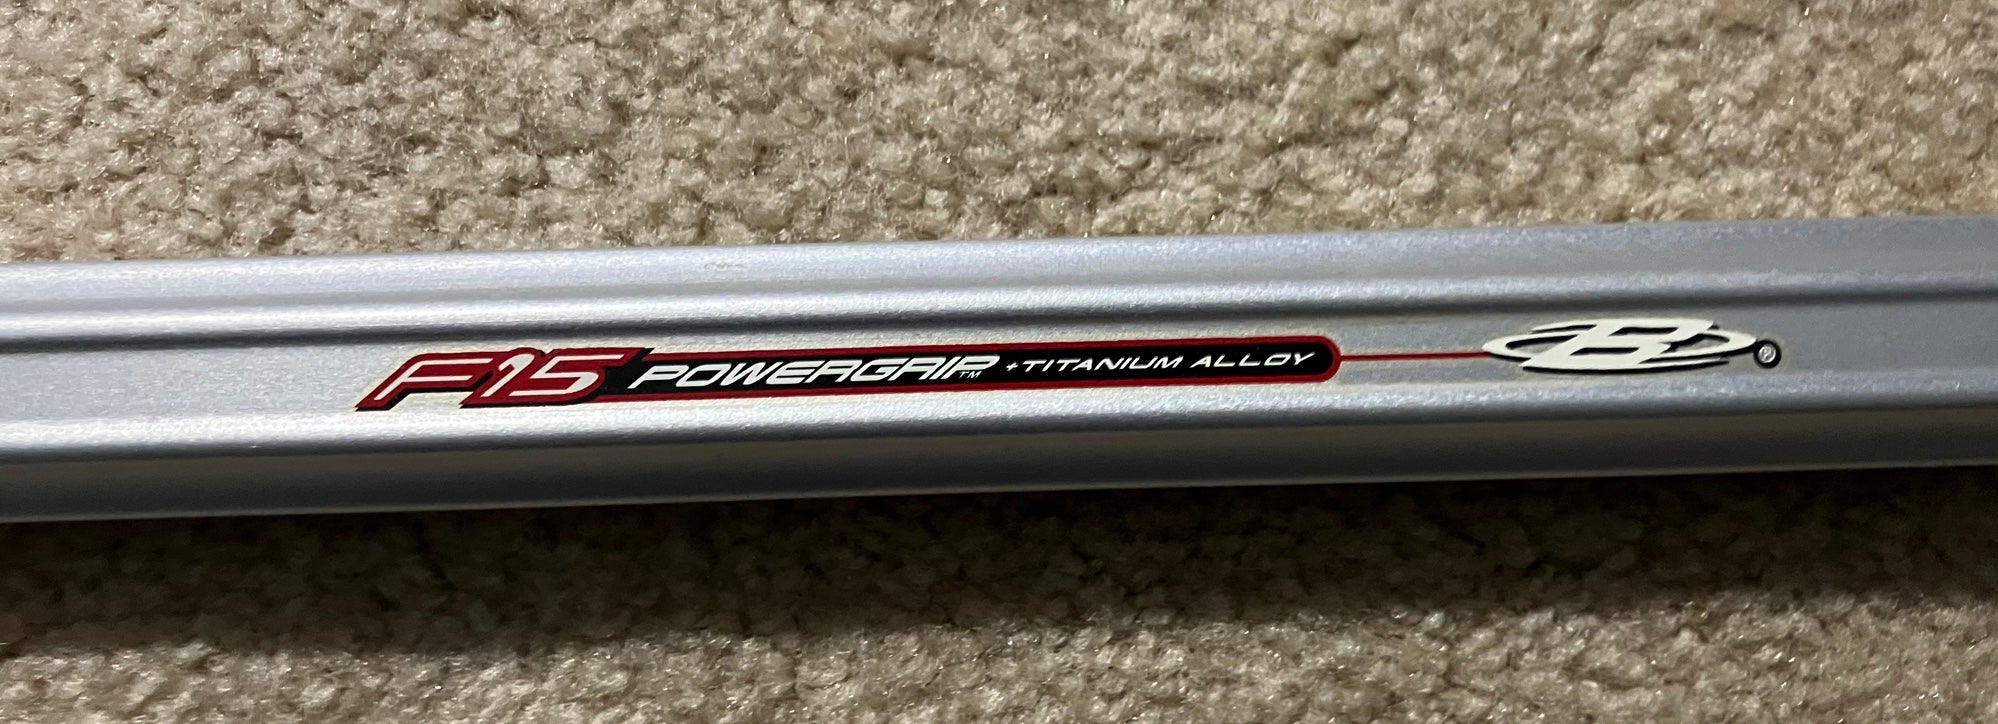 F15 POWERGRIP™ +TITANIUM ALLOY B®